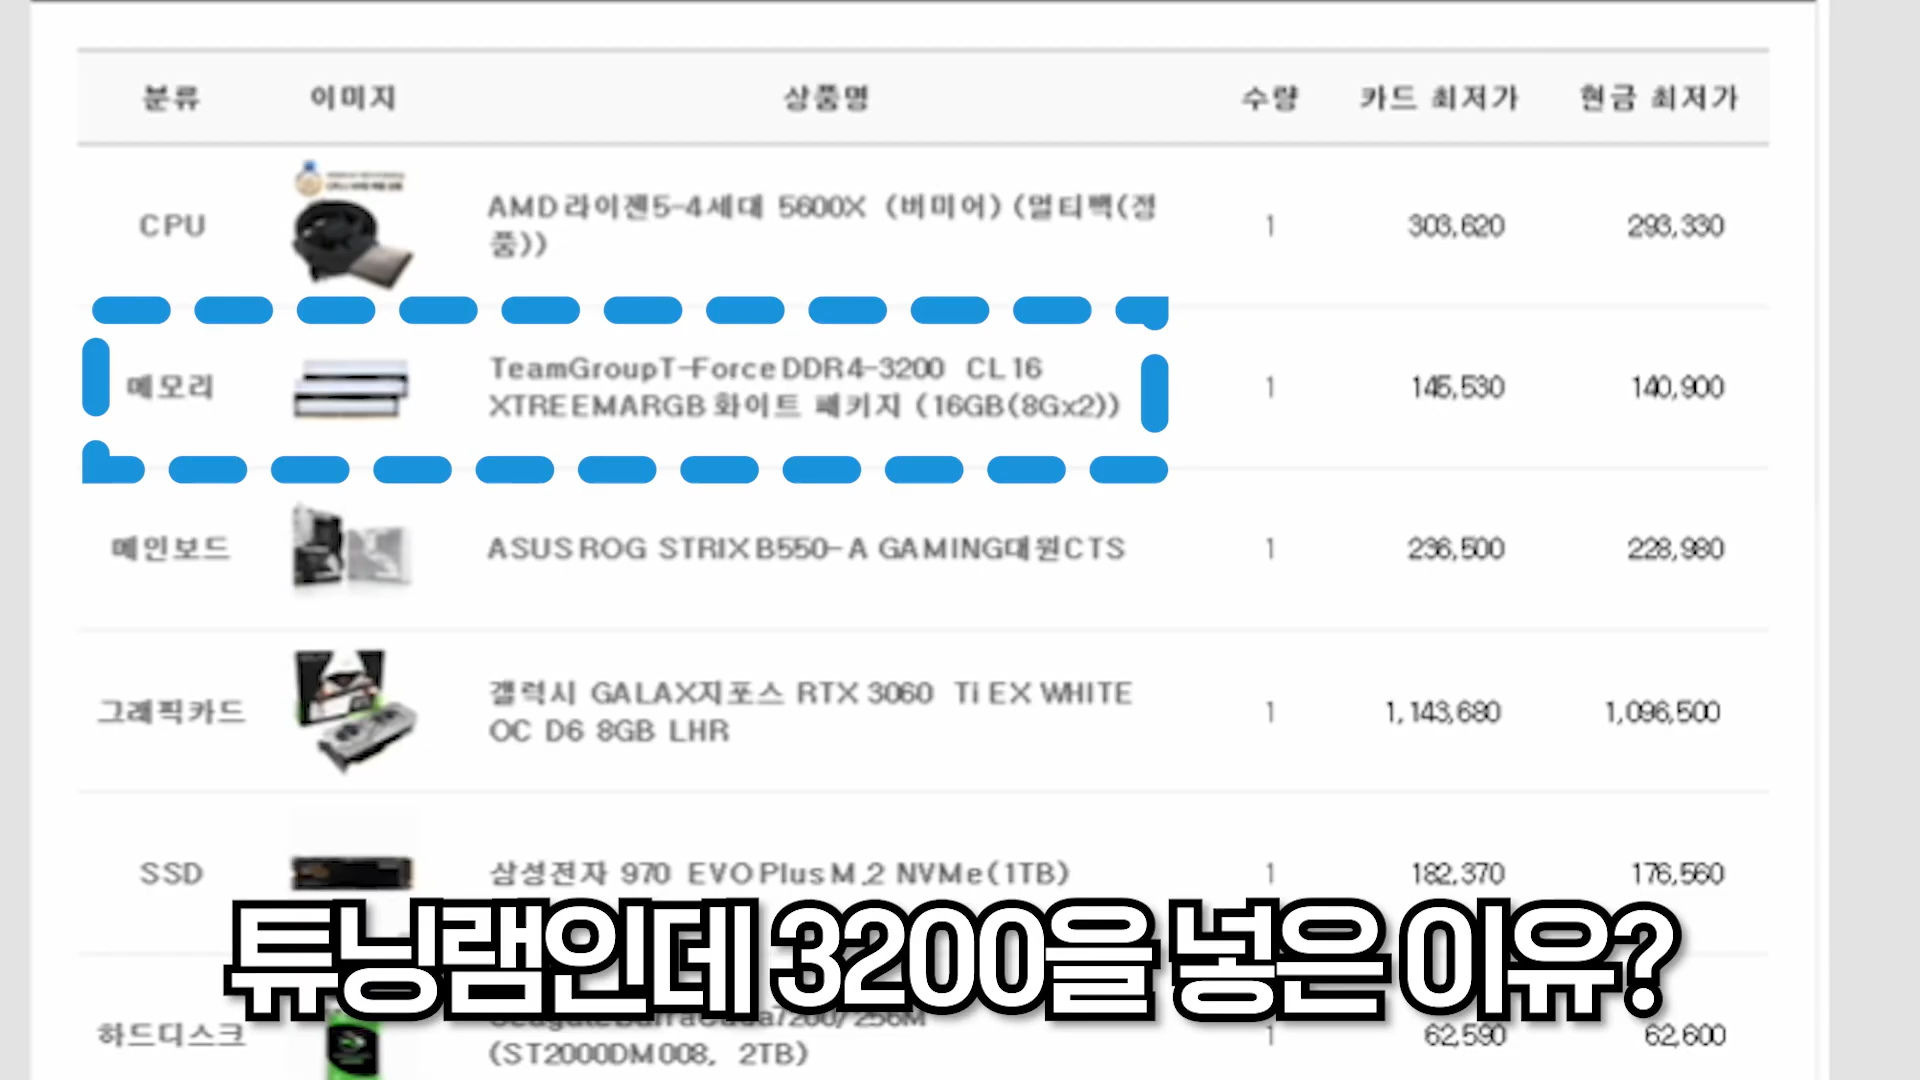 분류 이미지 상품명 수량 카드 최저가 현금 최저가
CPU AMD 라이젠5-4세대 5600X (버미어) (멀티팩(정
품)) 1 303,620 293,330
메모리 TeamGroup T-Force DDR4-3200 CL16
XTREEM ARGB 화이트 패키지 (16GB(8Gx2)) 1 145,530 140,900
메인보드 ASUS ROG STRIX B550-A GAMING 대원CTS 1 236,500 228,980
그래픽카드 갤럭시 GALAX 지포스 RTX 3060 Ti EX WHITE
OC D6 8GB LHR 1 1,143,680 1,096,500
SSD 삼성전자 970 EVO Plus M.2 NVMe (1TB) 1 182,370 176,560
튜닝램인데 3200을 넣은 이유?
하드디스크 7200/256M
(ST2000DM008, 2TB) 1 62,590 62,600